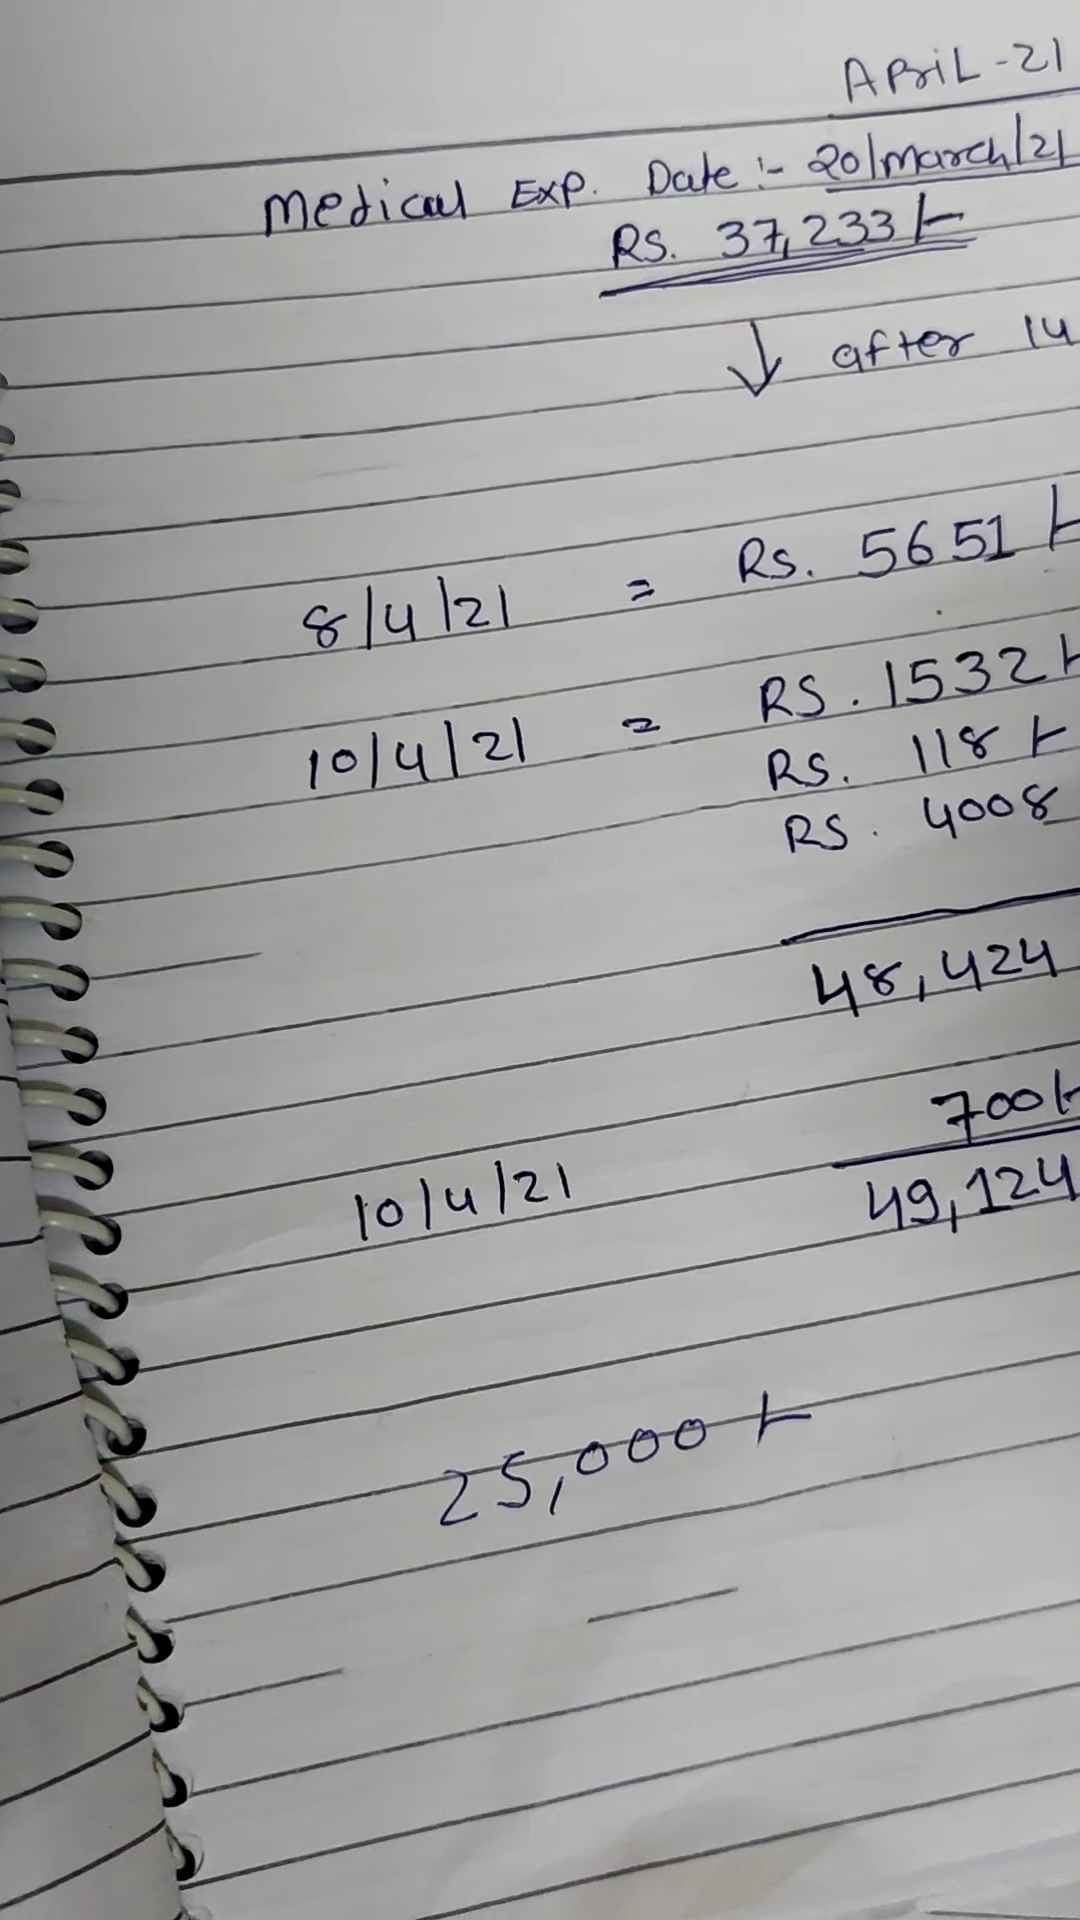 APRIL - 21
Medical Exp. Date :- 20/March/21
RS. 37,233/-
↓ after 14
8/4/21 = Rs. 5651/-
10/4/21 = RS. 1532/-
Rs. 118/-
RS. 4008
48,424
700/-
10/4/21 49,124
25,000/-